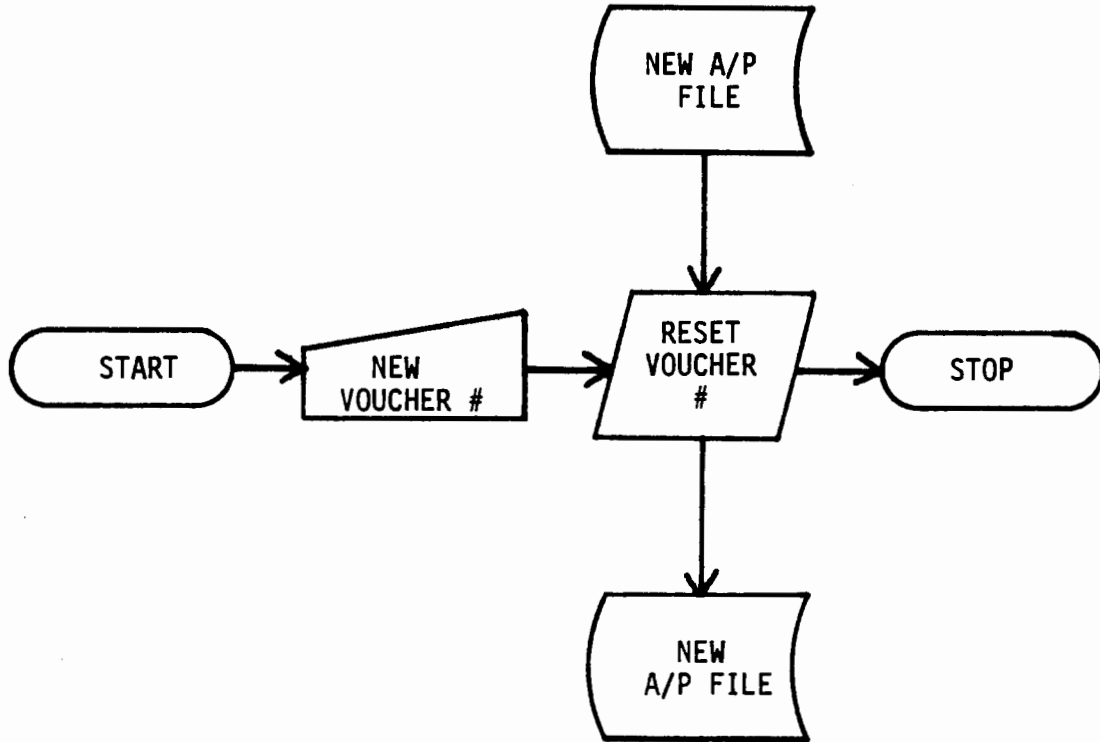 NEW A/P
FILE
START
NEW
VOUCHER #
RESET
VOUCHER
#
STOP
NEW
A/P FILE